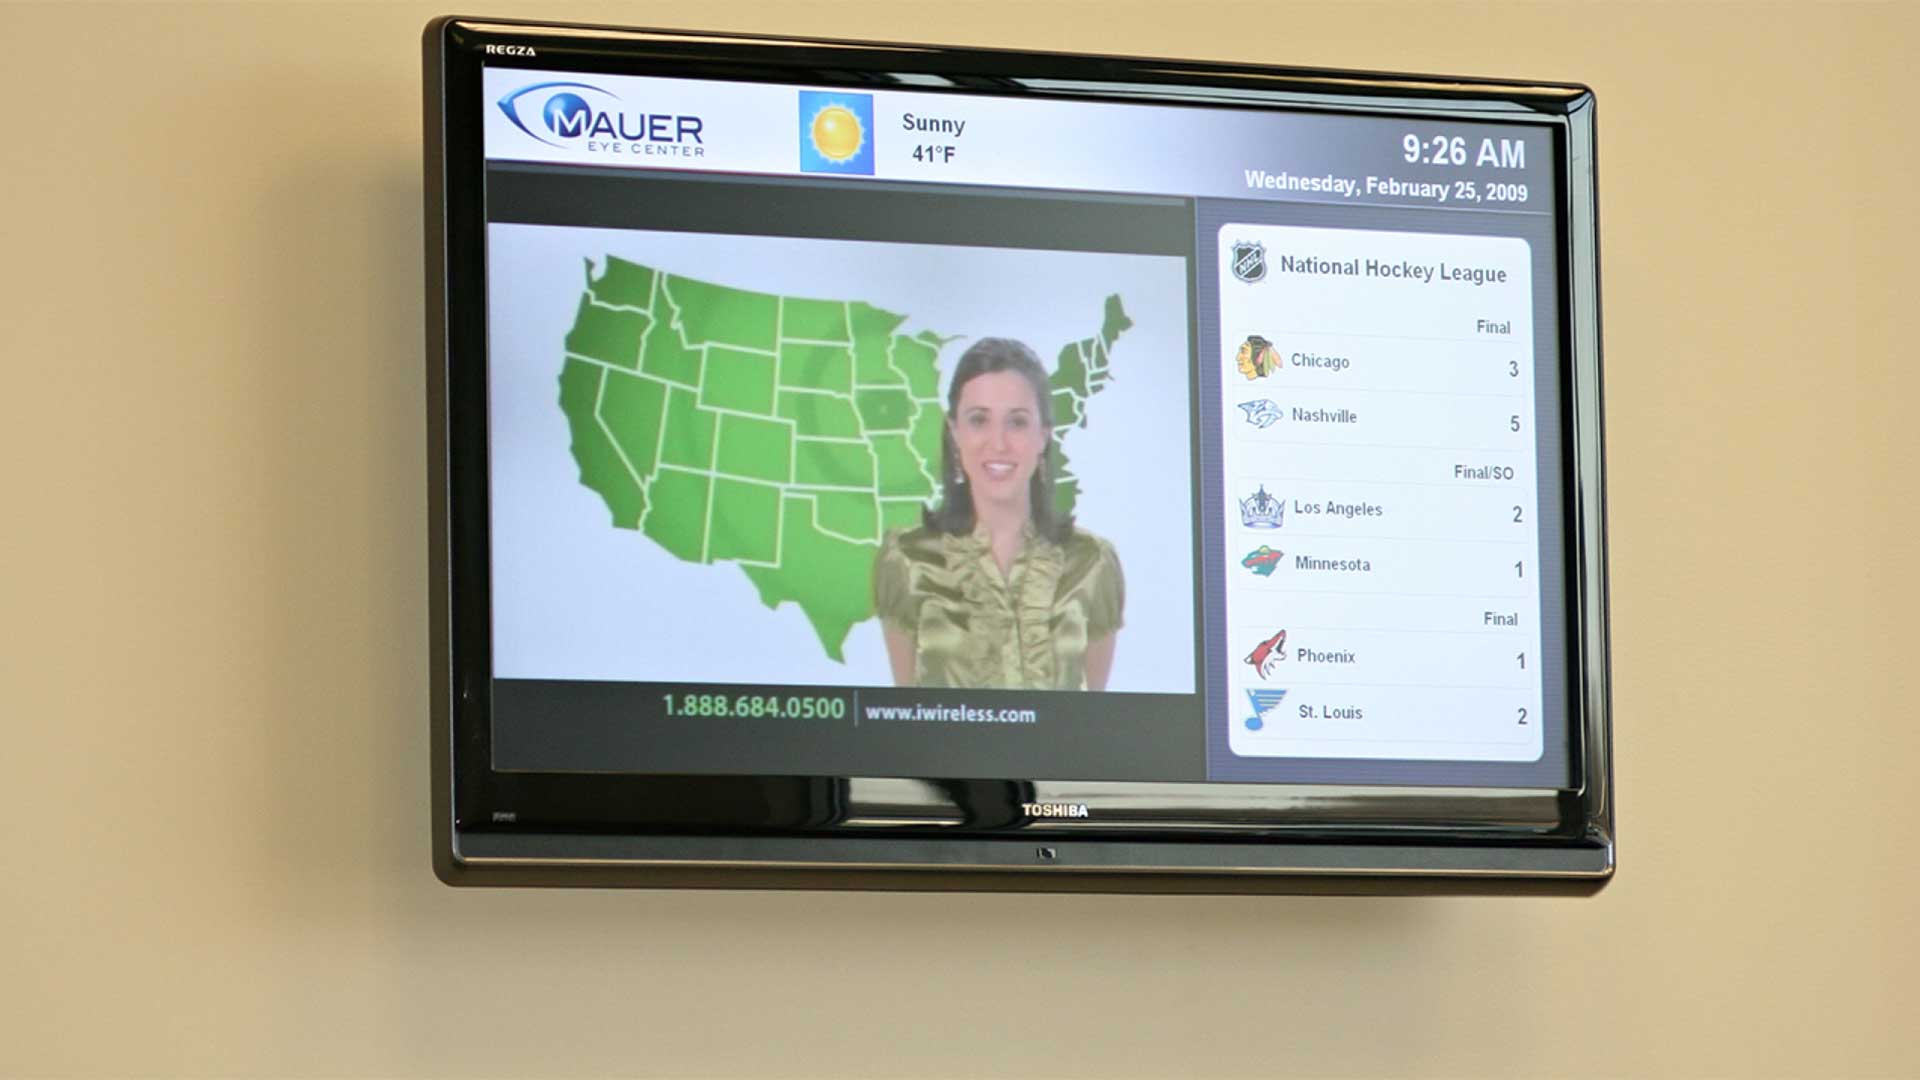 REGZA
MAUER
EYE CENTER
Sunny
41°F
9:26 AM
Wednesday, February 25, 2009
NHL
National Hockey League
Final
Chicago 3
Nashville 5
Final/SO
Los Angeles 2
Minnesota 1
Final
Phoenix 1
St. Louis 2
1.888.684.0500 | www.iwireless.com
TOSHIBA